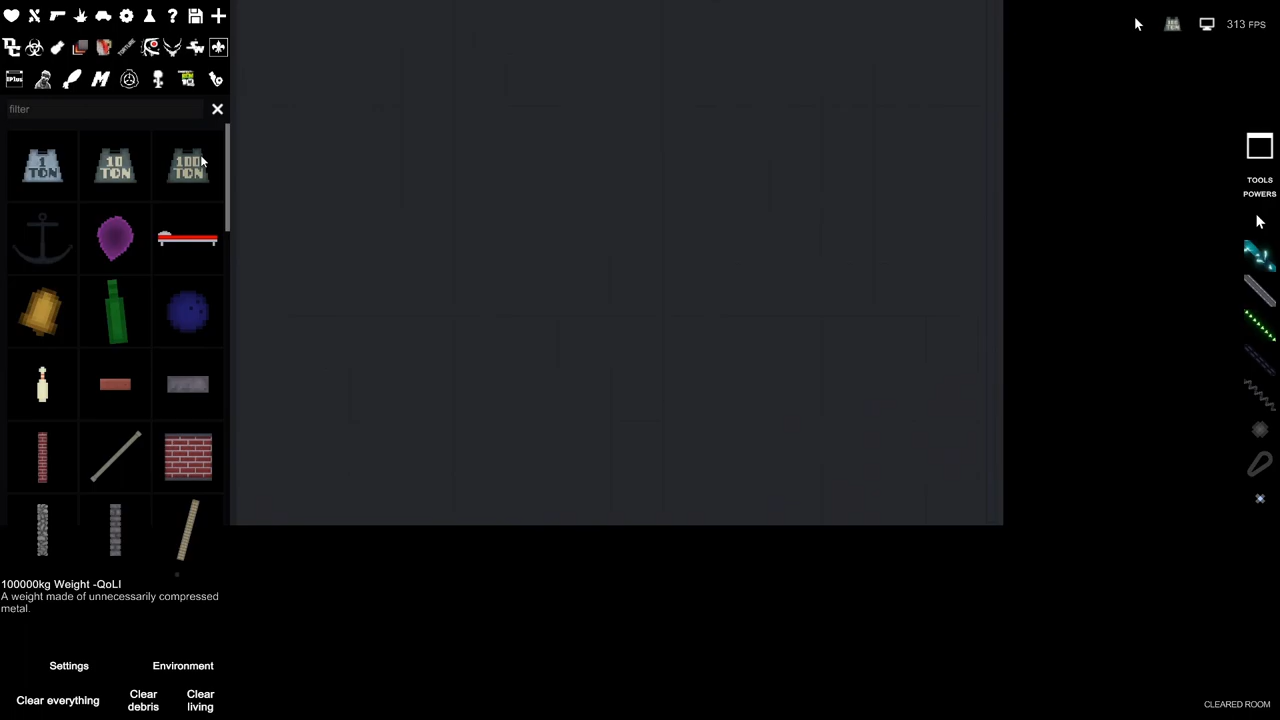 313 FPS
filter
1 TON
10 TON
100 TON
TOOLS
POWERS
100000kg Weight -QoLI
A weight made of unnecessarily compressed
metal.
Settings
Environment
Clear everything
Clear debris
Clear living
CLEARED ROOM